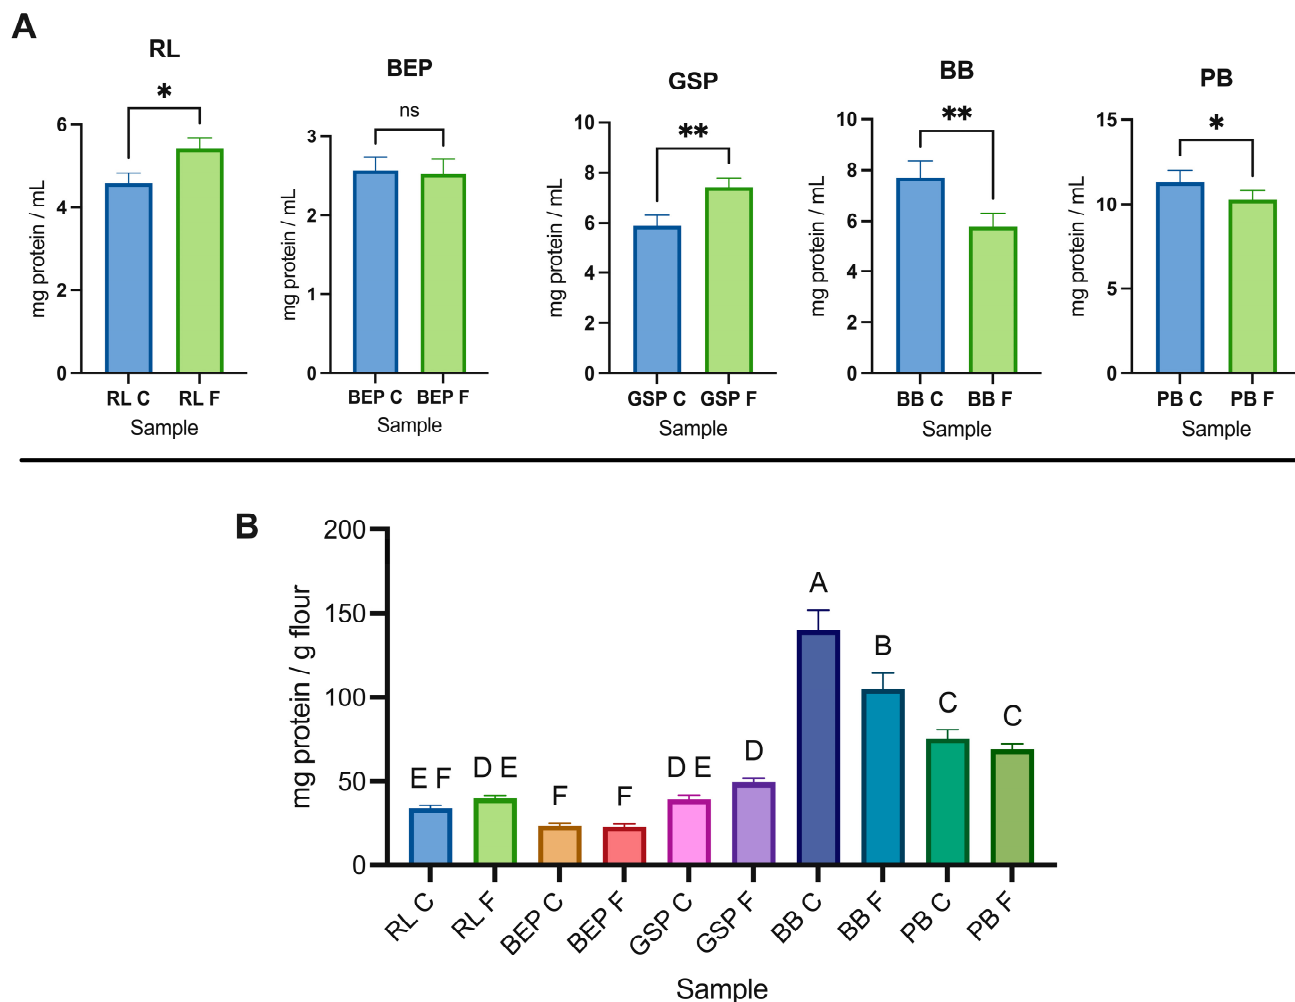 A
RL
*
6
4
2
0
mg protein / mL
RL C RL F
Sample
BEP
ns
3
2
1
0
mg protein / mL
BEP C BEP F
Sample
GSP
**
10
8
6
4
2
0
mg protein / mL
GSP C GSP F
Sample
BB
**
10
8
6
4
2
0
mg protein / mL
BB C BB F
Sample
PB
*
15
10
5
0
mg protein / mL
PB C PB F
Sample
B
200
150
100
50
0
mg protein / g flour
E F
D E
F
F
D E
D
A
B
C
C
RL C
RL F
BEP C
BEP F
GSP C
GSP F
BB C
BB F
PB C
PB F
Sample